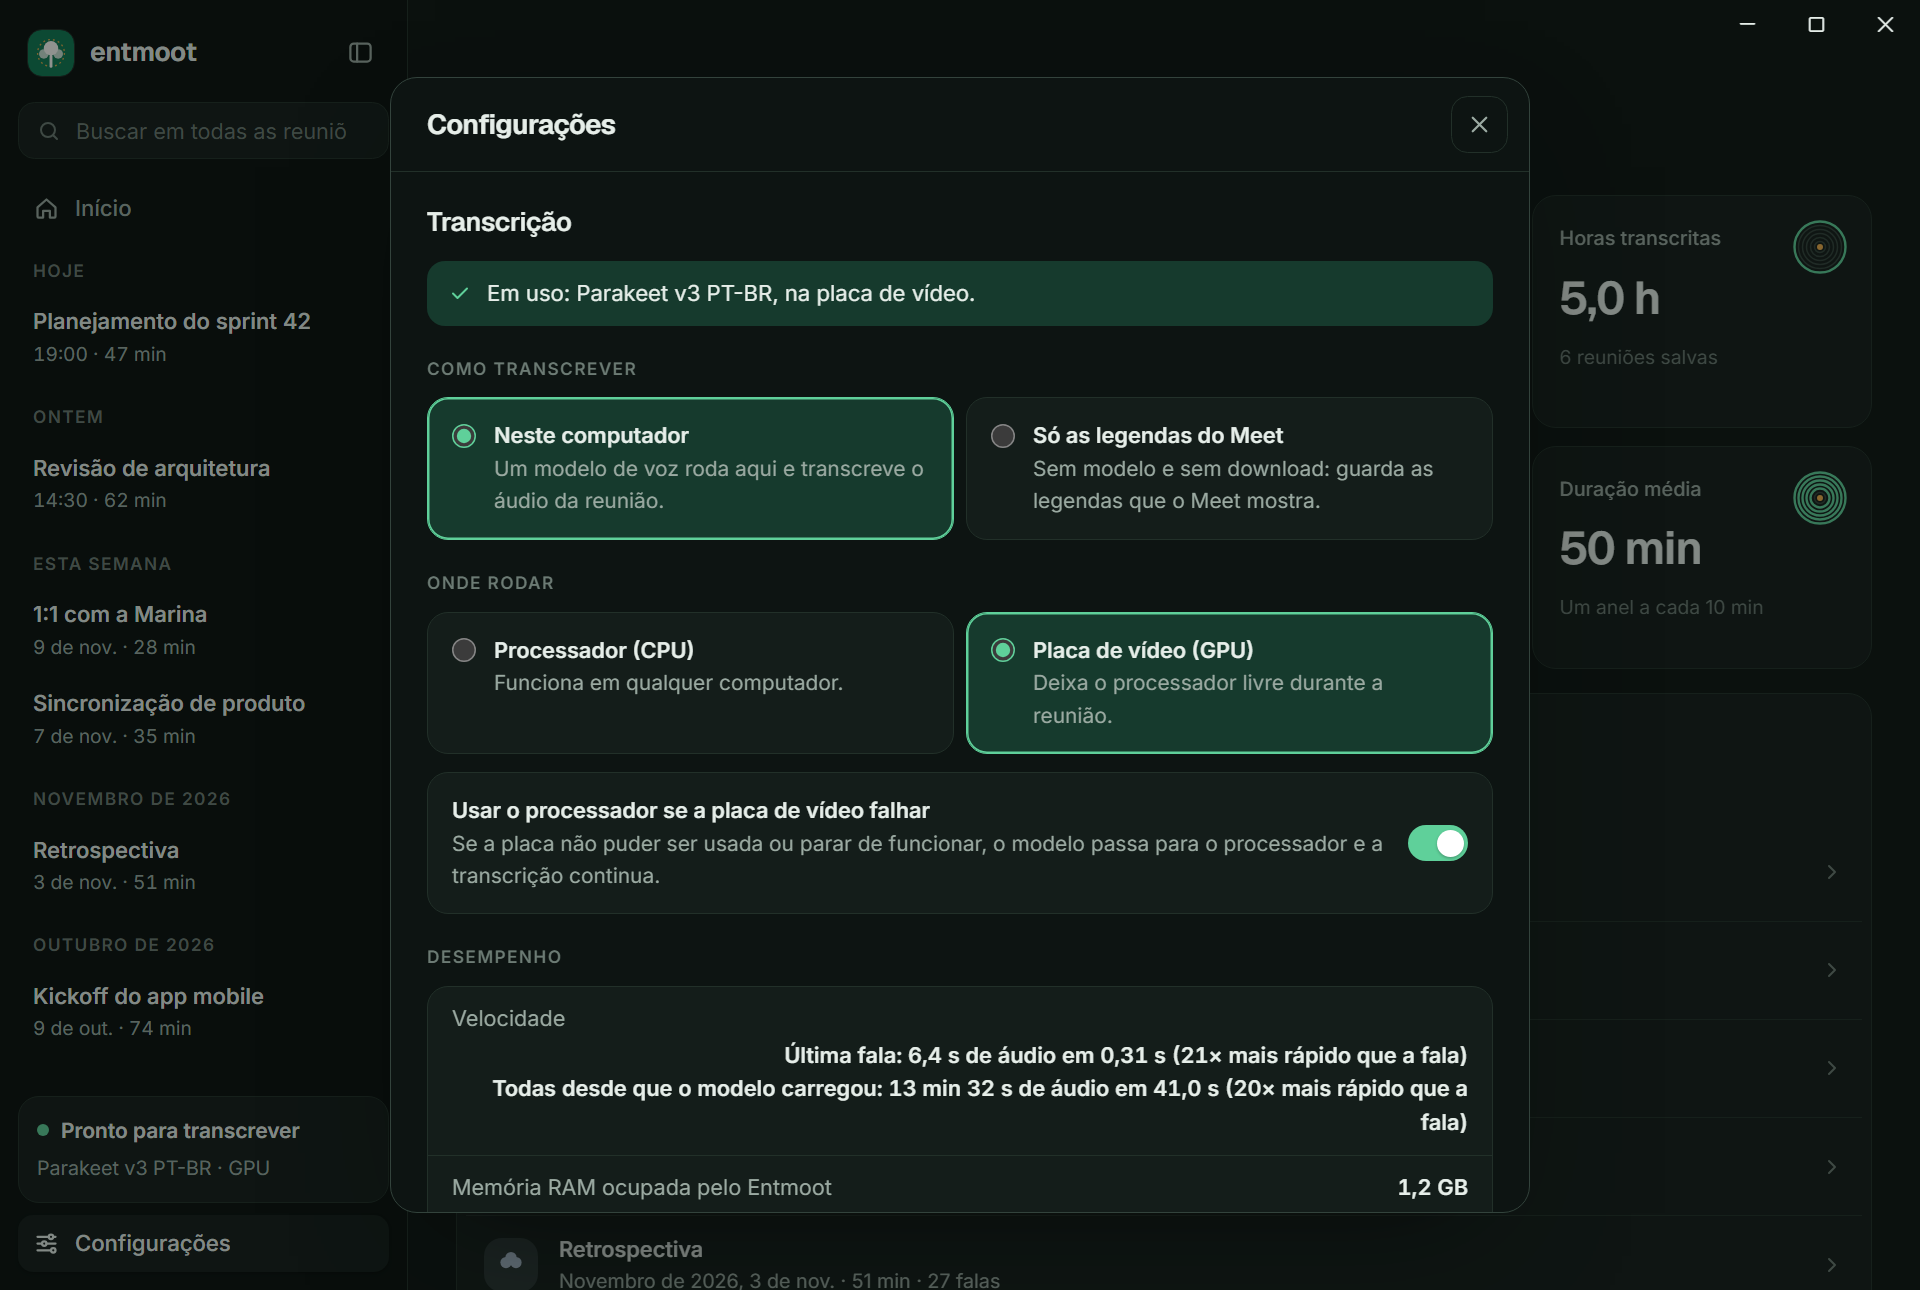 entmoot
Buscar em todas as reuniõ
Início
HOJE
Planejamento do sprint 42
19:00 · 47 min
ONTEM
Revisão de arquitetura
14:30 · 62 min
ESTA SEMANA
1:1 com a Marina
9 de nov. · 28 min
Sincronização de produto
7 de nov. · 35 min
NOVEMBRO DE 2026
Retrospectiva
3 de nov. · 51 min
OUTUBRO DE 2026
Kickoff do app mobile
9 de out. · 74 min
Pronto para transcrever
Parakeet v3 PT-BR · GPU
Configurações
Configurações
Transcrição
Em uso: Parakeet v3 PT-BR, na placa de vídeo.
COMO TRANSCREVER
Neste computador
Um modelo de voz roda aqui e transcreve o
áudio da reunião.
Só as legendas do Meet
Sem modelo e sem download: guarda as
legendas que o Meet mostra.
ONDE RODAR
Processador (CPU)
Funciona em qualquer computador.
Placa de vídeo (GPU)
Deixa o processador livre durante a
reunião.
Usar o processador se a placa de vídeo falhar
Se a placa não puder ser usada ou parar de funcionar, o modelo passa para o processador e a
transcrição continua.
DESEMPENHO
Velocidade
Última fala: 6,4 s de áudio em 0,31 s (21× mais rápido que a fala)
Todas desde que o modelo carregou: 13 min 32 s de áudio em 41,0 s (20× mais rápido que a
fala)
Memória RAM ocupada pelo Entmoot
1,2 GB
Horas transcritas
5,0 h
6 reuniões salvas
Duração média
50 min
Um anel a cada 10 min
Retrospectiva
Novembro de 2026, 3 de nov. · 51 min · 27 falas